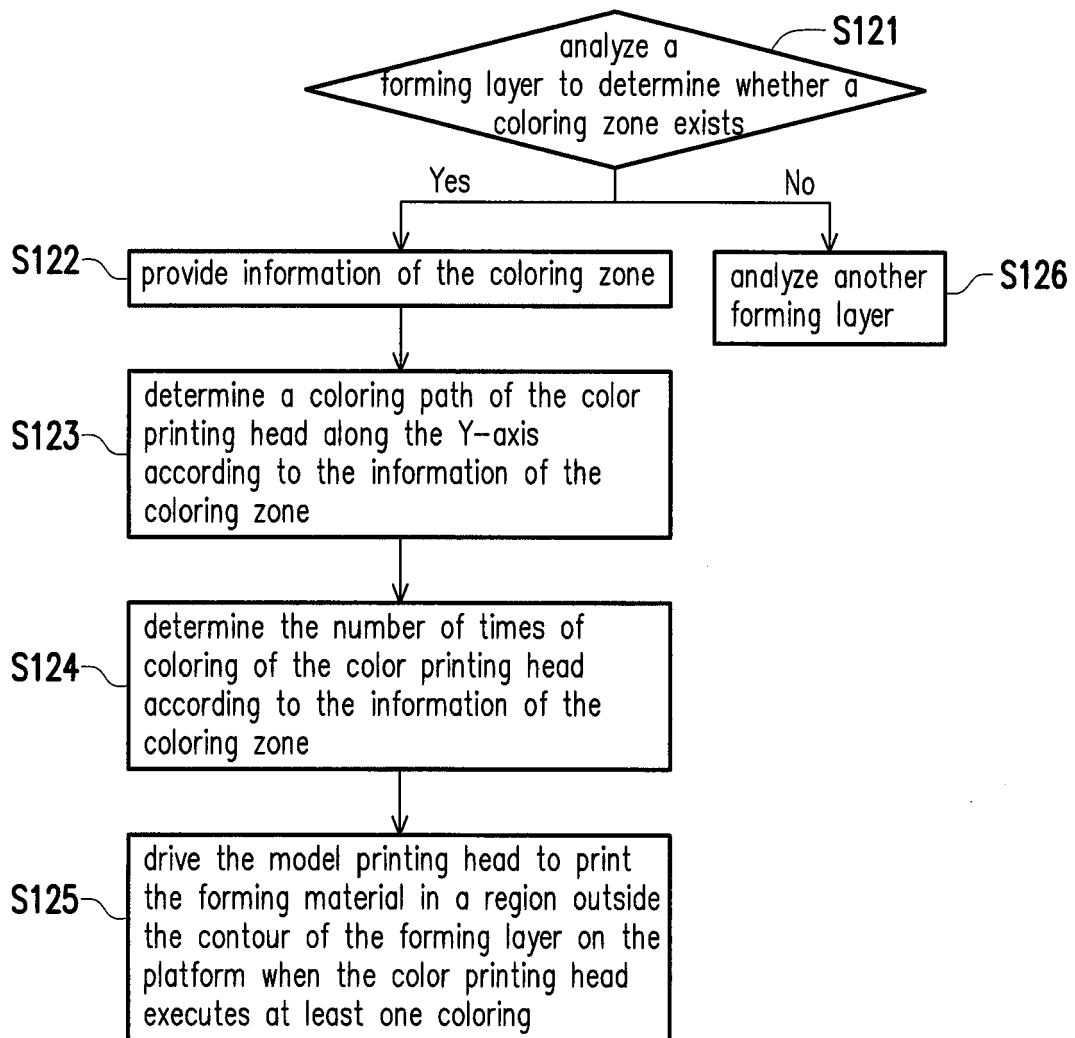 S121
analyze a
forming layer to determine whether a
coloring zone exists
Yes
No
S122
provide information of the coloring zone
analyze another
forming layer
S126
S123
determine a coloring path of the color
printing head along the Y-axis
according to the information of the
coloring zone
S124
determine the number of times of
coloring of the color printing head
according to the information of the
coloring zone
S125
drive the model printing head to print
the forming material in a region outside
the contour of the forming layer on the
platform when the color printing head
executes at least one coloring